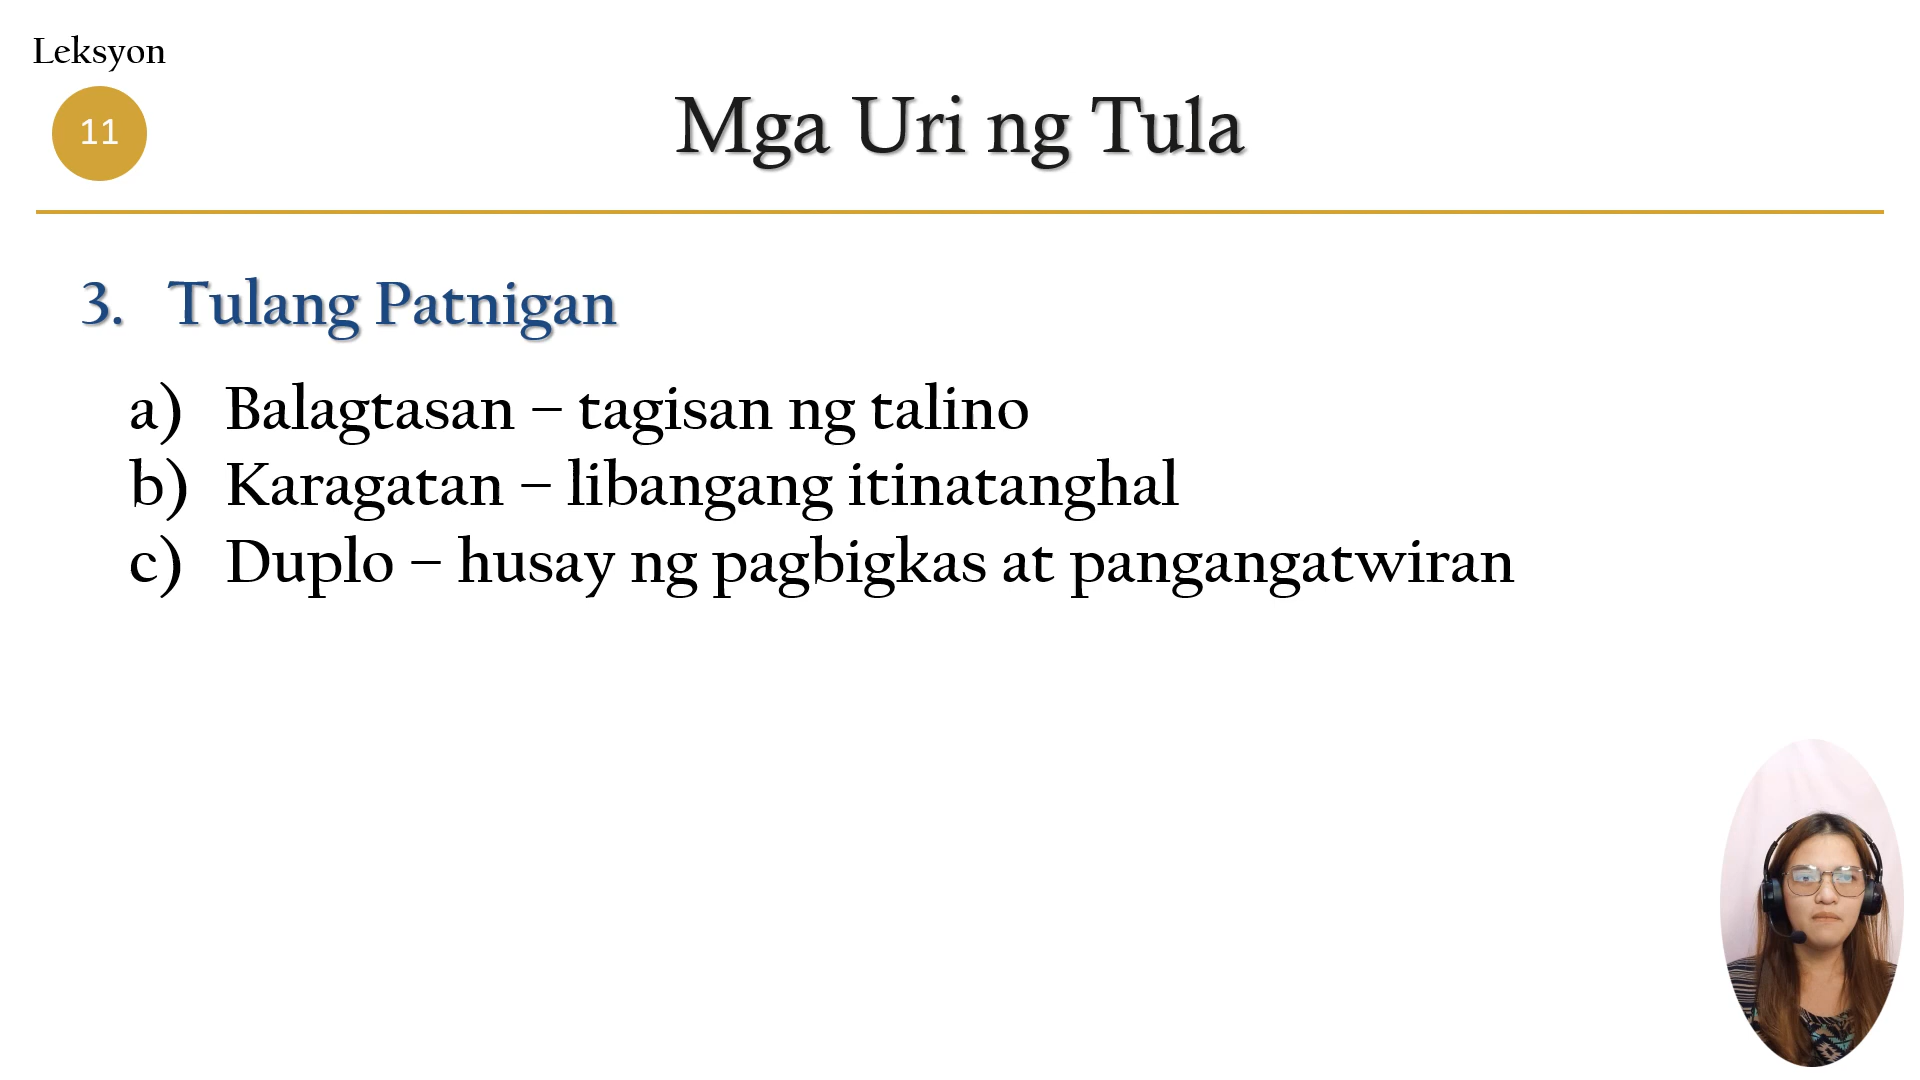 Leksyon
11
Mga Uri ng Tula
3. Tulang Patnigan
a) Balagtasan – tagisan ng talino
b) Karagatan – libangang itinatanghal
c) Duplo – husay ng pagbigkas at pangangatwiran